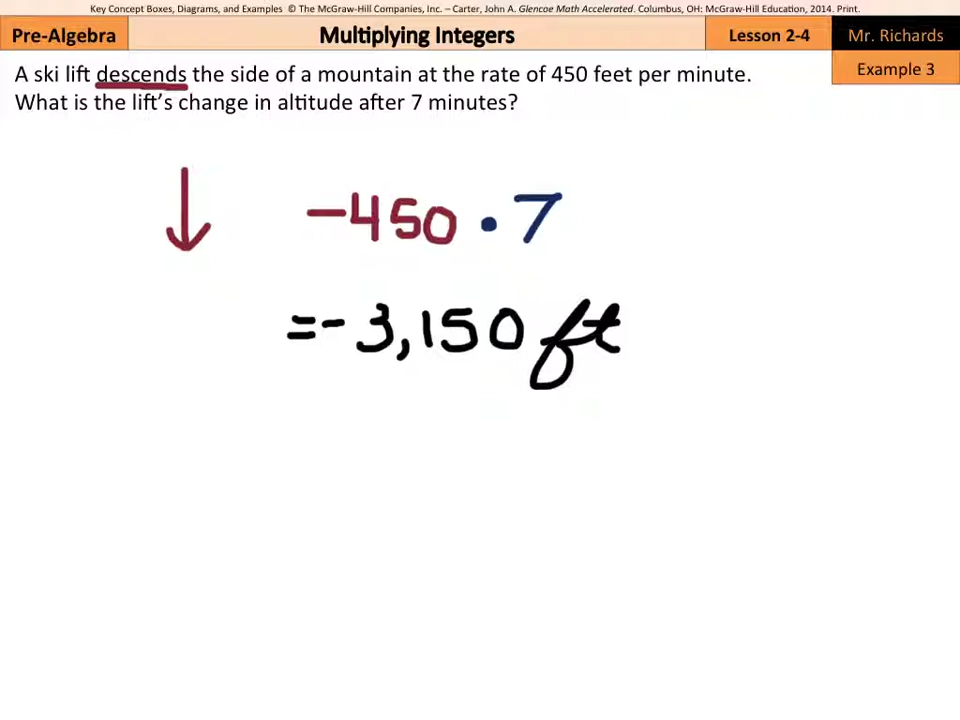 Key Concept Boxes, Diagrams, and Examples © The McGraw-Hill Companies, Inc. – Carter, John A. Glencoe Math Accelerated. Columbus, OH: McGraw-Hill Education, 2014. Print.
Pre-Algebra Multiplying Integers Lesson 2-4 Mr. Richards
Example 3
A ski lift descends the side of a mountain at the rate of 450 feet per minute.
What is the lift's change in altitude after 7 minutes?
-450 · 7
=-3,150 ft